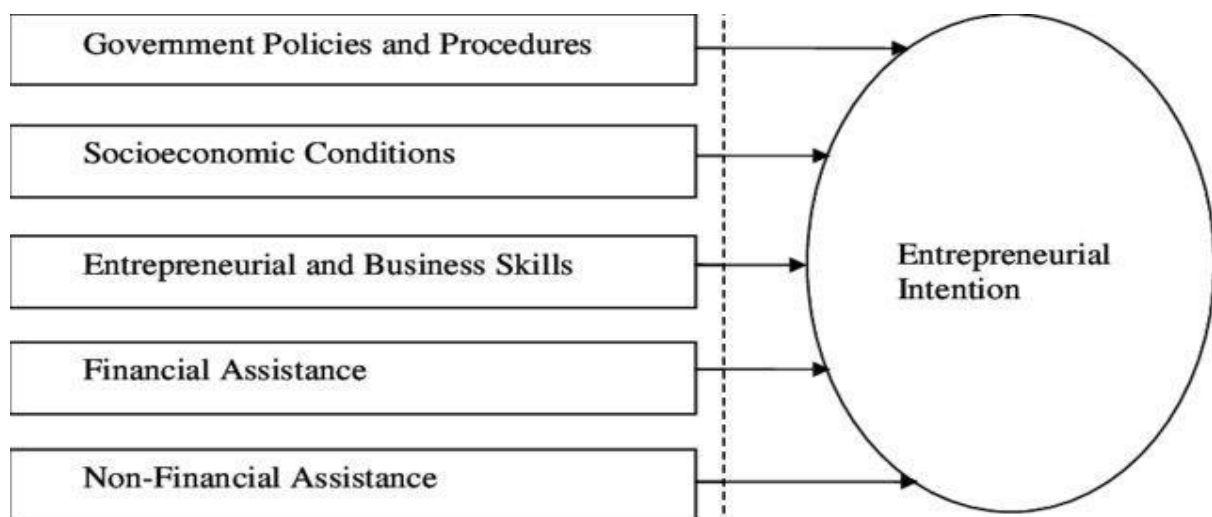 Government Policies and Procedures
Socioeconomic Conditions
Entrepreneurial and Business Skills
Financial Assistance
Non-Financial Assistance
Entrepreneurial
Intention